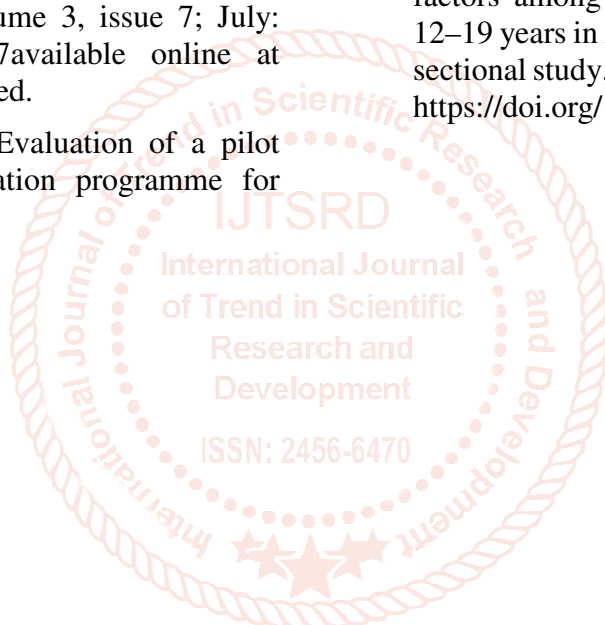 ume 3, issue 7; July:
7available online at
ed.
Evaluation of a pilot
ation programme for
factors among
12–19 years in
sectional study.
https://doi.org/
International Journal of Trend in Scientific Research and Development
IJTSRD
International Journal
of Trend in Scientific
Research and
Development
ISSN: 2456-6470